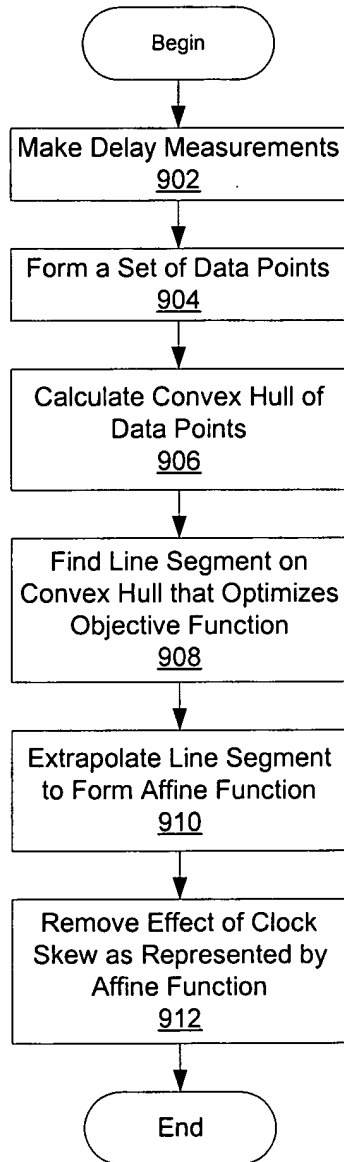 Begin
Make Delay Measurements
902
Form a Set of Data Points
904
Calculate Convex Hull of
Data Points
906
Find Line Segment on
Convex Hull that Optimizes
Objective Function
908
Extrapolate Line Segment
to Form Affine Function
910
Remove Effect of Clock
Skew as Represented by
Affine Function
912
End